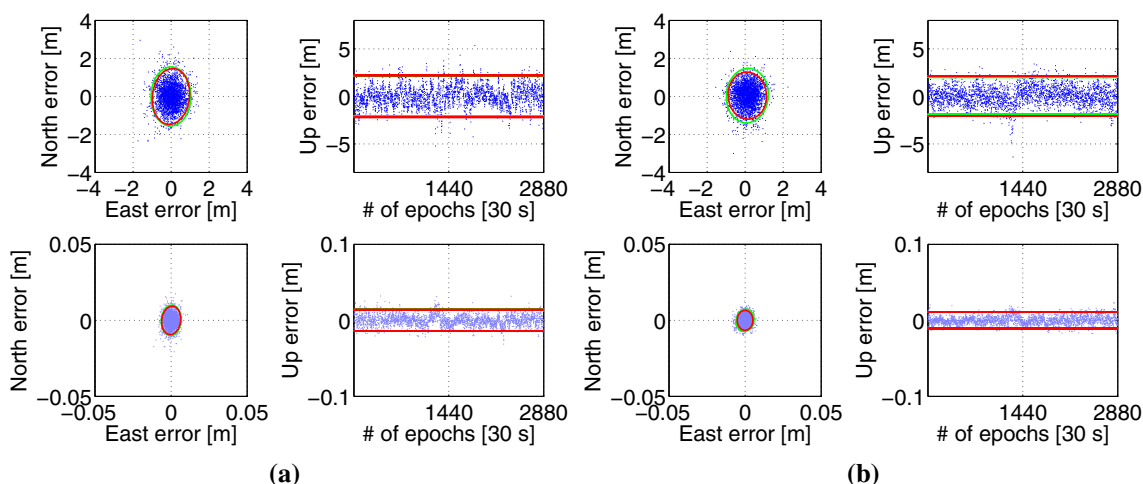 North error [m]
4
2
0
−2
−4
−4 −2 0 2 4
East error [m]
Up error [m]
5
0
−5
1440 2880
# of epochs [30 s]
North error [m]
4
2
0
−2
−4
−4 −2 0 2 4
East error [m]
Up error [m]
5
0
−5
1440 2880
# of epochs [30 s]
North error [m]
0.05
0
−0.05
−0.05 0 0.05
East error [m]
Up error [m]
0.1
0
−0.1
1440 2880
# of epochs [30 s]
North error [m]
0.05
0
−0.05
−0.05 0 0.05
East error [m]
Up error [m]
0.1
0
−0.1
1440 2880
# of epochs [30 s]
(a)
(b)